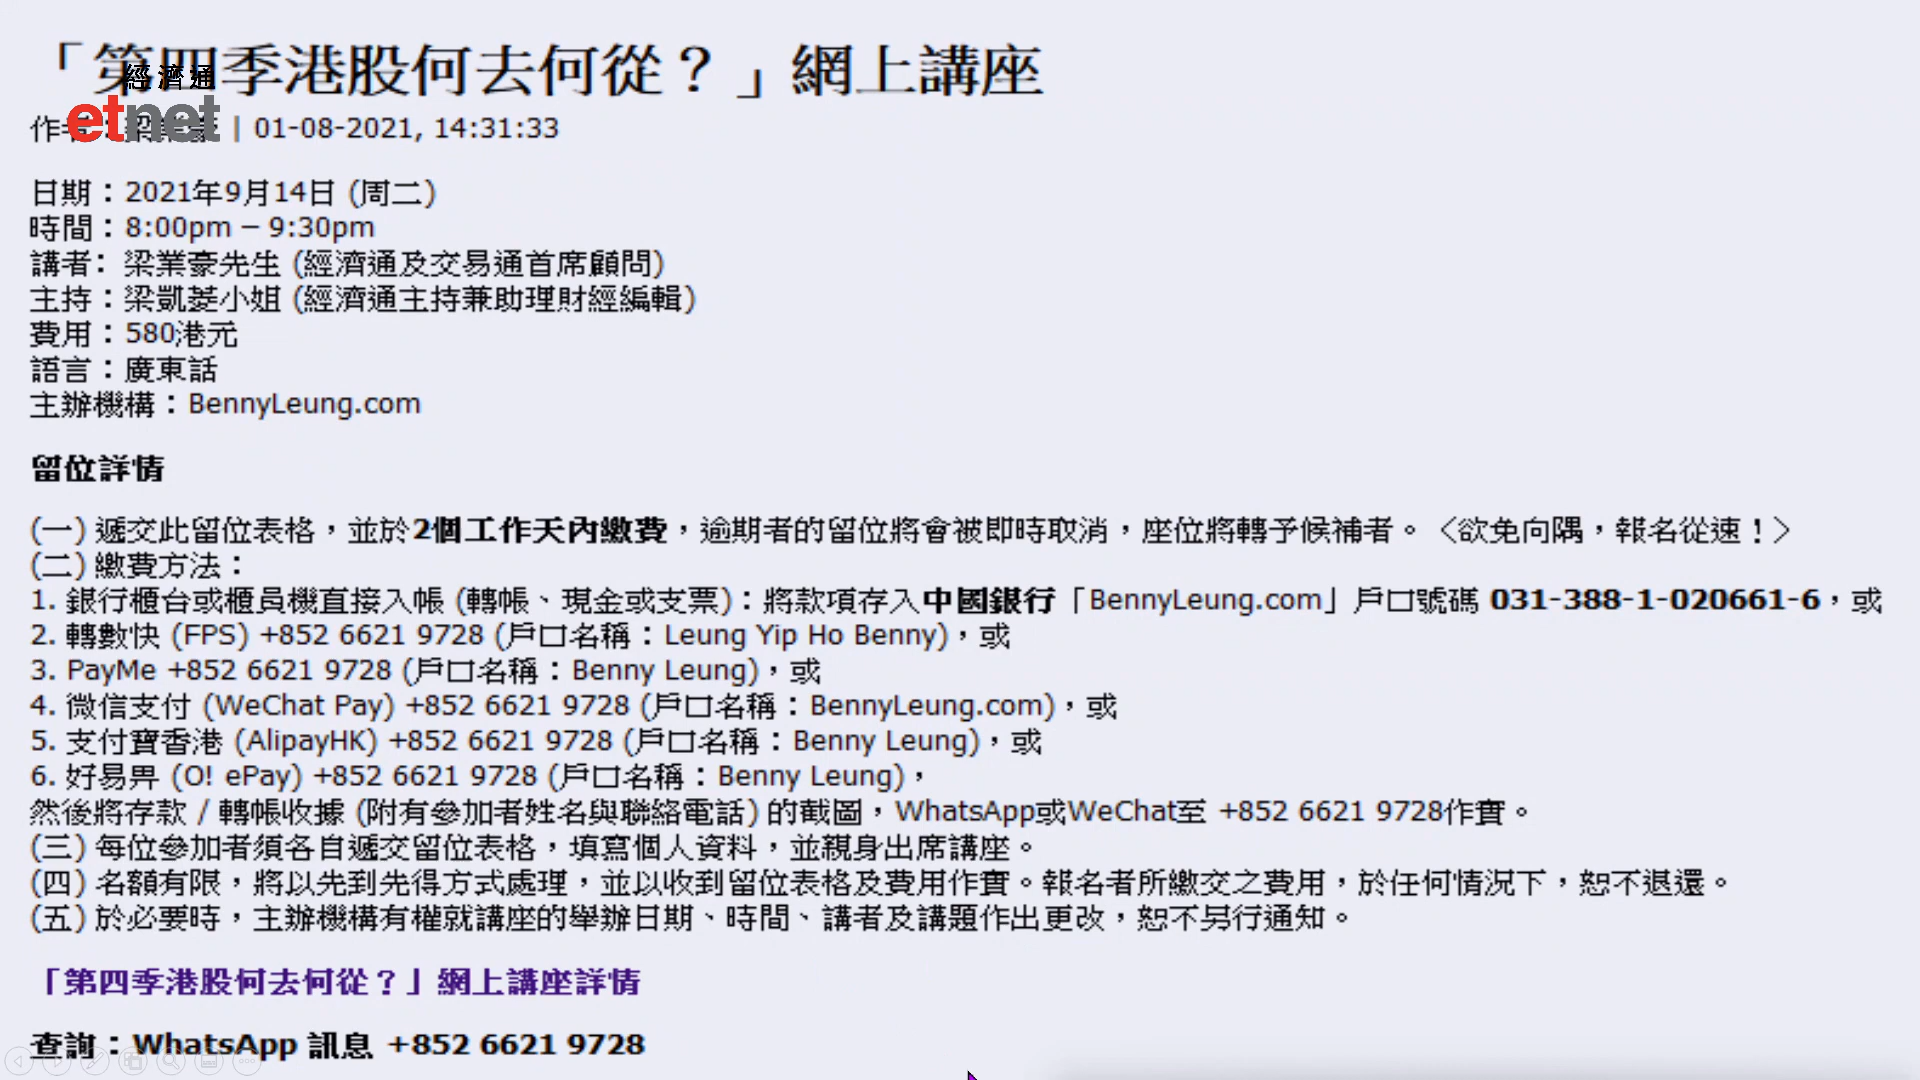 「第四季港股何去何從？」網上講座
經濟通
etnet
作者：梁業豪 | 01-08-2021, 14:31:33
日期：2021年9月14日 (周二)
時間：8:00pm – 9:30pm
講者：梁業豪先生 (經濟通及交易通首席顧問)
主持：梁凱菱小姐 (經濟通主持兼助理財經編輯)
費用：580港元
語言：廣東話
主辦機構：BennyLeung.com
留位詳情
(一) 遞交此留位表格，並於2個工作天內繳費，逾期者的留位將會被即時取消，座位將轉予候補者。〈欲免向隅，報名從速！〉
(二) 繳費方法：
1. 銀行櫃台或櫃員機直接入帳 (轉帳、現金或支票)：將款項存入中國銀行「BennyLeung.com」戶口號碼 031-388-1-020661-6，或
2. 轉數快 (FPS) +852 6621 9728 (戶口名稱：Leung Yip Ho Benny)，或
3. PayMe +852 6621 9728 (戶口名稱：Benny Leung)，或
4. 微信支付 (WeChat Pay) +852 6621 9728 (戶口名稱：BennyLeung.com)，或
5. 支付寶香港 (AlipayHK) +852 6621 9728 (戶口名稱：Benny Leung)，或
6. 好易畀 (O! ePay) +852 6621 9728 (戶口名稱：Benny Leung)，
然後將存款 / 轉帳收據 (附有參加者姓名與聯絡電話) 的截圖，WhatsApp或WeChat至 +852 6621 9728作實。
(三) 每位參加者須各自遞交留位表格，填寫個人資料，並親身出席講座。
(四) 名額有限，將以先到先得方式處理，並以收到留位表格及費用作實。報名者所繳交之費用，於任何情況下，恕不退還。
(五) 於必要時，主辦機構有權就講座的舉辦日期、時間、講者及講題作出更改，恕不另行通知。
「第四季港股何去何從？」網上講座詳情
查詢：WhatsApp 訊息 +852 6621 9728